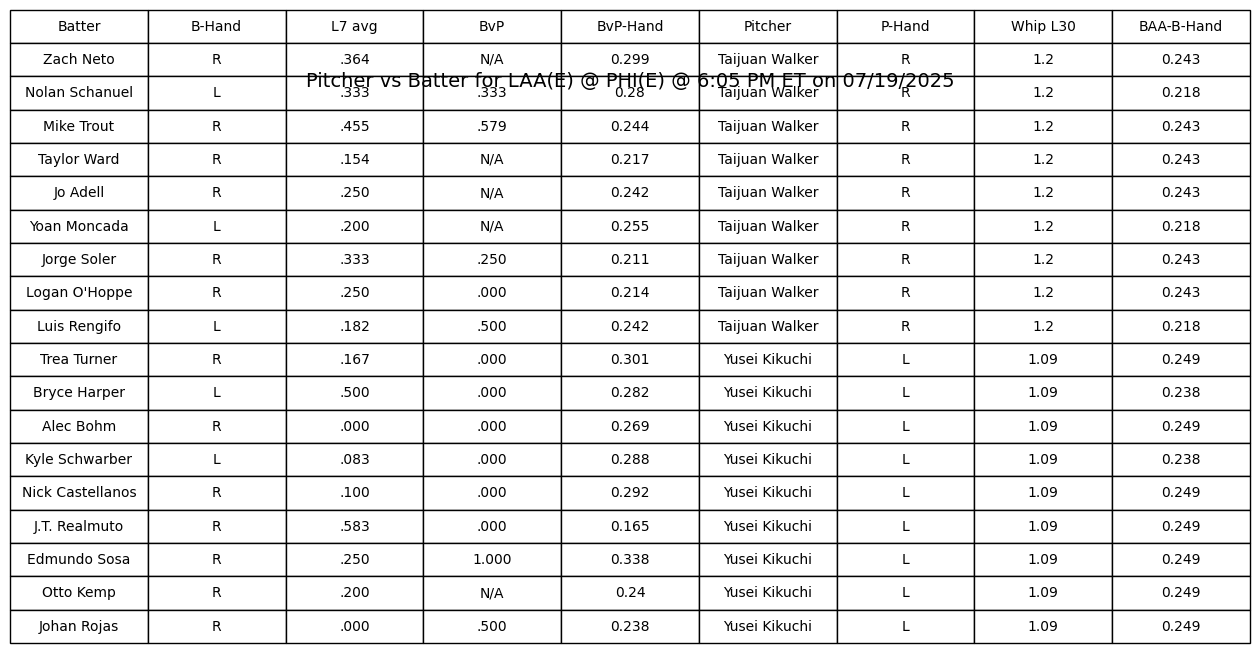 Batter B-Hand L7 avg BvP BvP-Hand Pitcher P-Hand Whip L30 BAA-B-Hand
Zach Neto R .364 N/A 0.299 Taijuan Walker R 1.2 0.243
Pitcher vs Batter for LAA(E) @ PHI(E) @ 6:05 PM ET on 07/19/2025
Nolan Schanuel L .333 .333 0.28 Taijuan Walker R 1.2 0.218
Mike Trout R .455 .579 0.244 Taijuan Walker R 1.2 0.243
Taylor Ward R .154 N/A 0.217 Taijuan Walker R 1.2 0.243
Jo Adell R .250 N/A 0.242 Taijuan Walker R 1.2 0.243
Yoan Moncada L .200 N/A 0.255 Taijuan Walker R 1.2 0.218
Jorge Soler R .333 .250 0.211 Taijuan Walker R 1.2 0.243
Logan O'Hoppe R .250 .000 0.214 Taijuan Walker R 1.2 0.243
Luis Rengifo L .182 .500 0.242 Taijuan Walker R 1.2 0.218
Trea Turner R .167 .000 0.301 Yusei Kikuchi L 1.09 0.249
Bryce Harper L .500 .000 0.282 Yusei Kikuchi L 1.09 0.238
Alec Bohm R .000 .000 0.269 Yusei Kikuchi L 1.09 0.249
Kyle Schwarber L .083 .000 0.288 Yusei Kikuchi L 1.09 0.238
Nick Castellanos R .100 .000 0.292 Yusei Kikuchi L 1.09 0.249
J.T. Realmuto R .583 .000 0.165 Yusei Kikuchi L 1.09 0.249
Edmundo Sosa R .250 1.000 0.338 Yusei Kikuchi L 1.09 0.249
Otto Kemp R .200 N/A 0.24 Yusei Kikuchi L 1.09 0.249
Johan Rojas R .000 .500 0.238 Yusei Kikuchi L 1.09 0.249